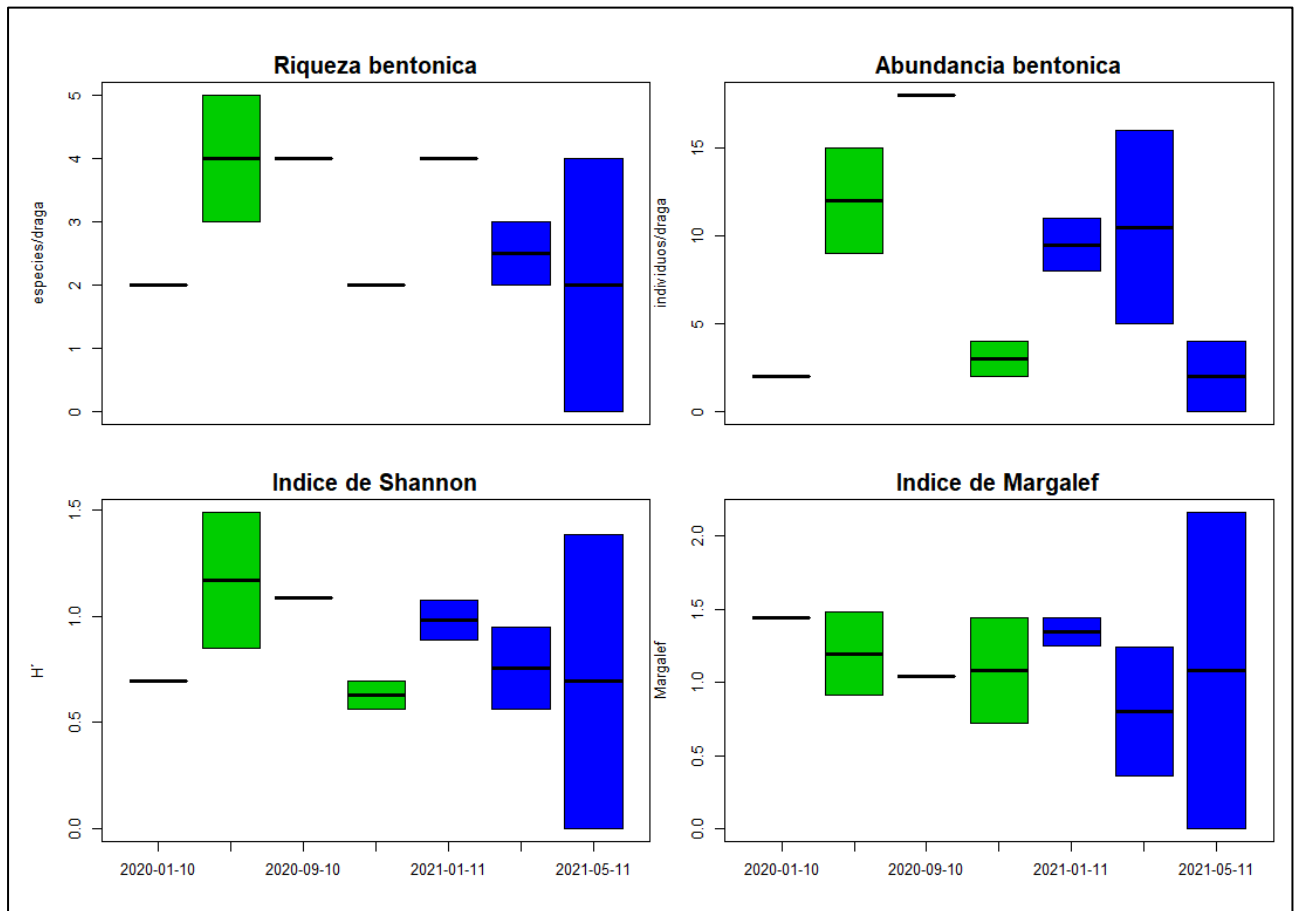 Riqueza bentonica
especies/draga
0 1 2 3 4 5
Abundancia bentonica
individuos/draga
0 5 10 15
Indice de Shannon
H'
0.0 0.5 1.0 1.5
2020-01-10 2020-09-10 2021-01-11 2021-05-11
Indice de Margalef
Margalef
0.0 0.5 1.0 1.5 2.0
2020-01-10 2020-09-10 2021-01-11 2021-05-11